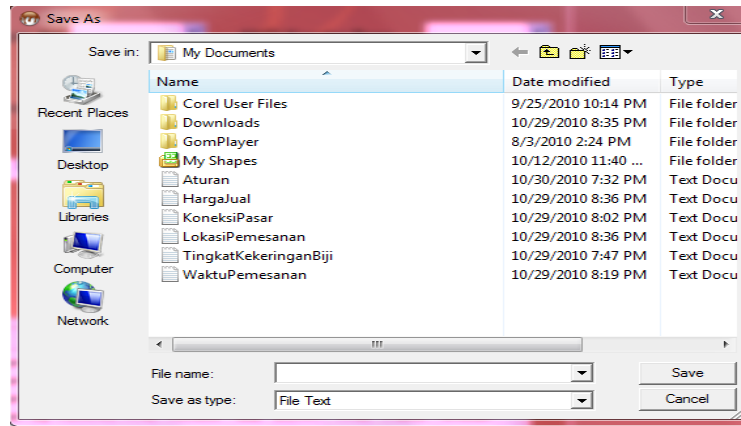 Save As
Save in: My Documents
Name Date modified Type
Corel User Files 9/25/2010 10:14 PM File folder
Downloads 10/29/2010 8:35 PM File folder
GomPlayer 8/3/2010 2:24 PM File folder
My Shapes 10/12/2010 11:40 ... File folder
Aturan 10/30/2010 7:32 PM Text Docu
HargaJual 10/29/2010 8:36 PM Text Docu
KoneksiPasar 10/29/2010 8:02 PM Text Docu
LokasiPemesanan 10/29/2010 8:36 PM Text Docu
TingkatKekeringanBiji 10/29/2010 7:47 PM Text Docu
WaktuPemesanan 10/29/2010 8:19 PM Text Docu
Recent Places
Desktop
Libraries
Computer
Network
File name: Save
Save as type: File Text Cancel